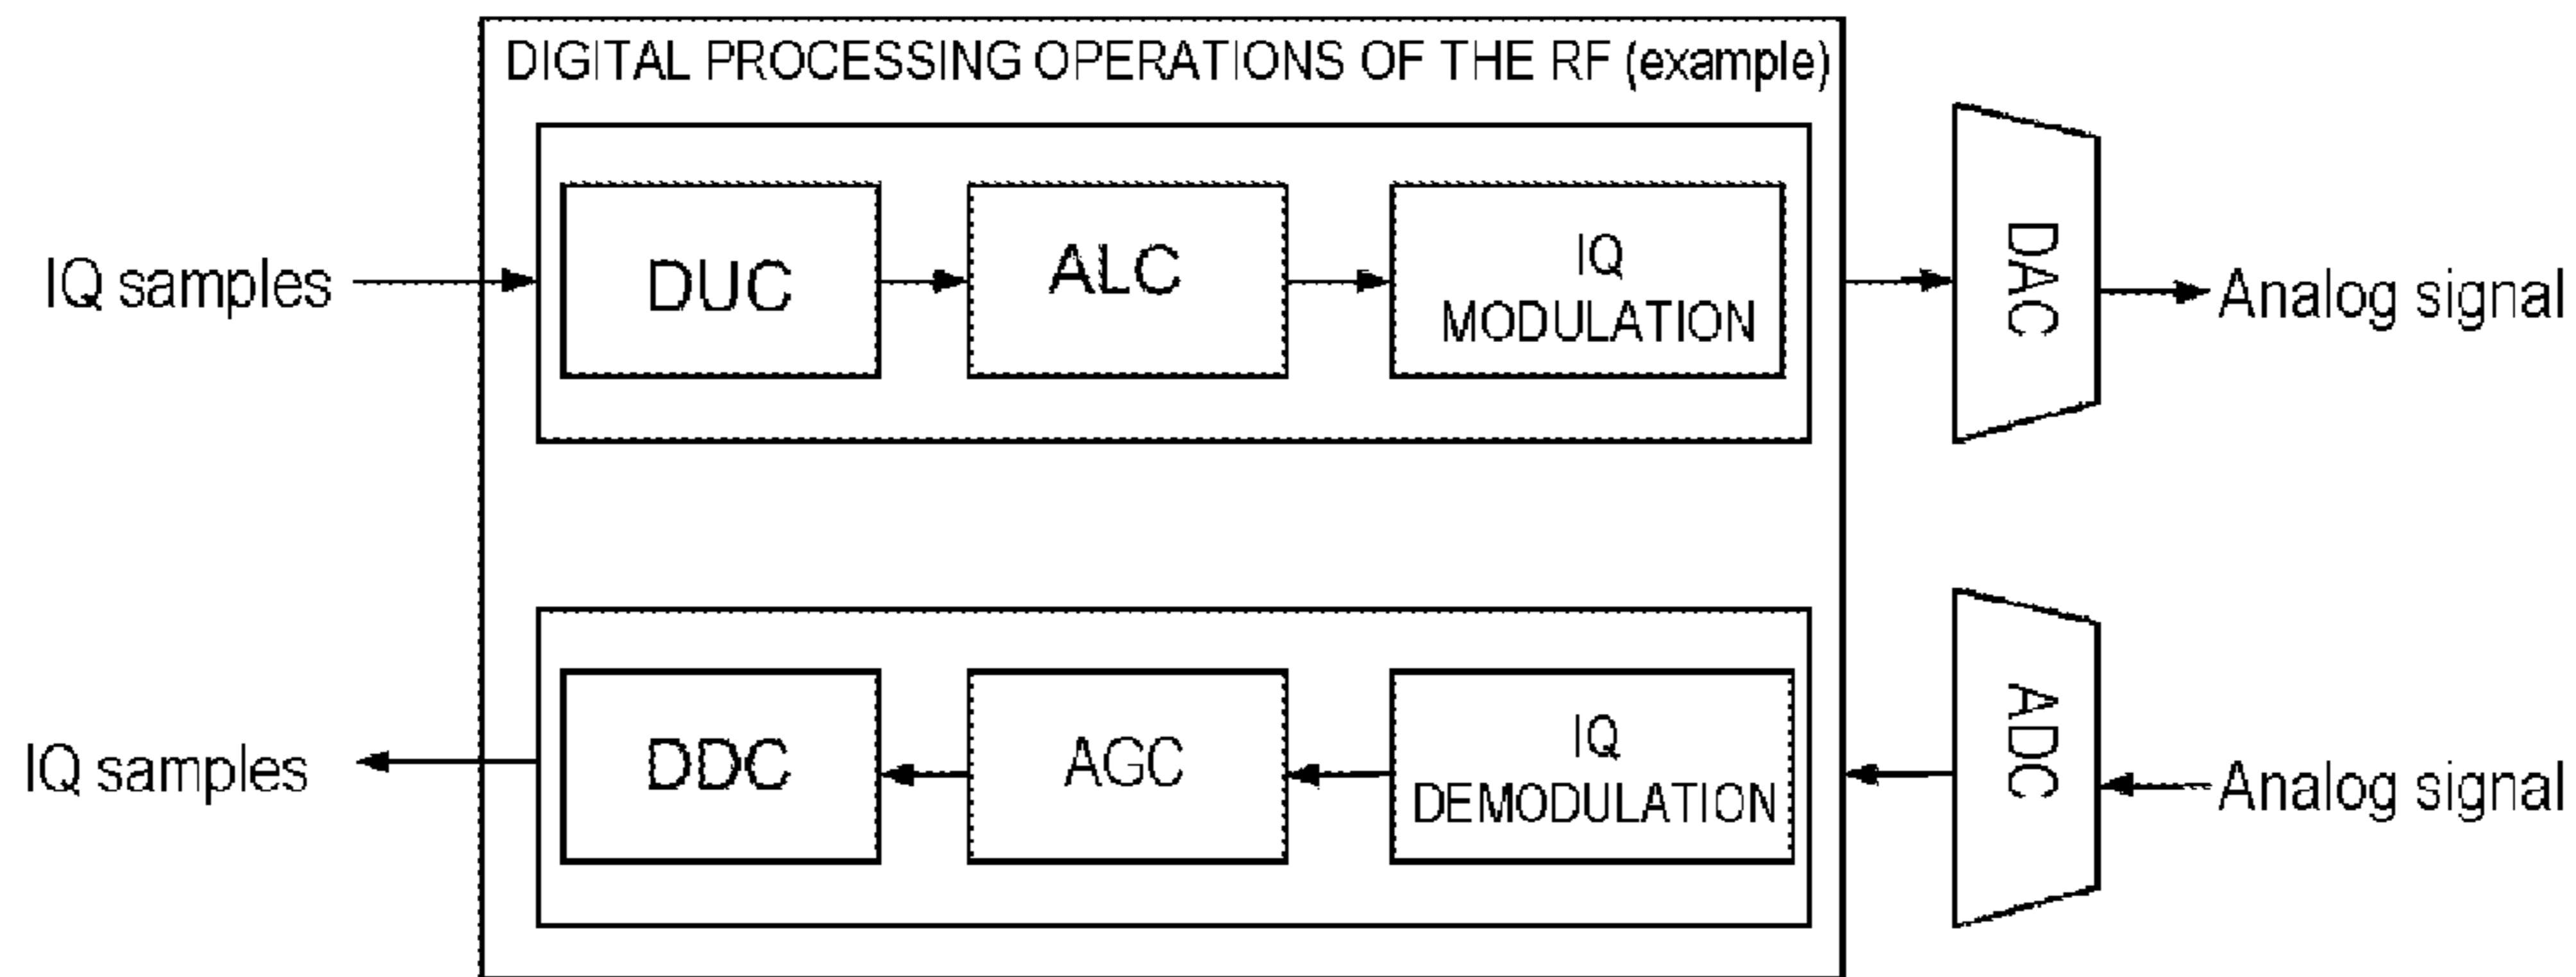 DIGITAL PROCESSING OPERATIONS OF THE RF (example)
IQ samples
DUC
ALC
IQ
MODULATION
DAC
Analog signal
IQ samples
DDC
AGC
IQ
DEMODULATION
ADC
Analog signal